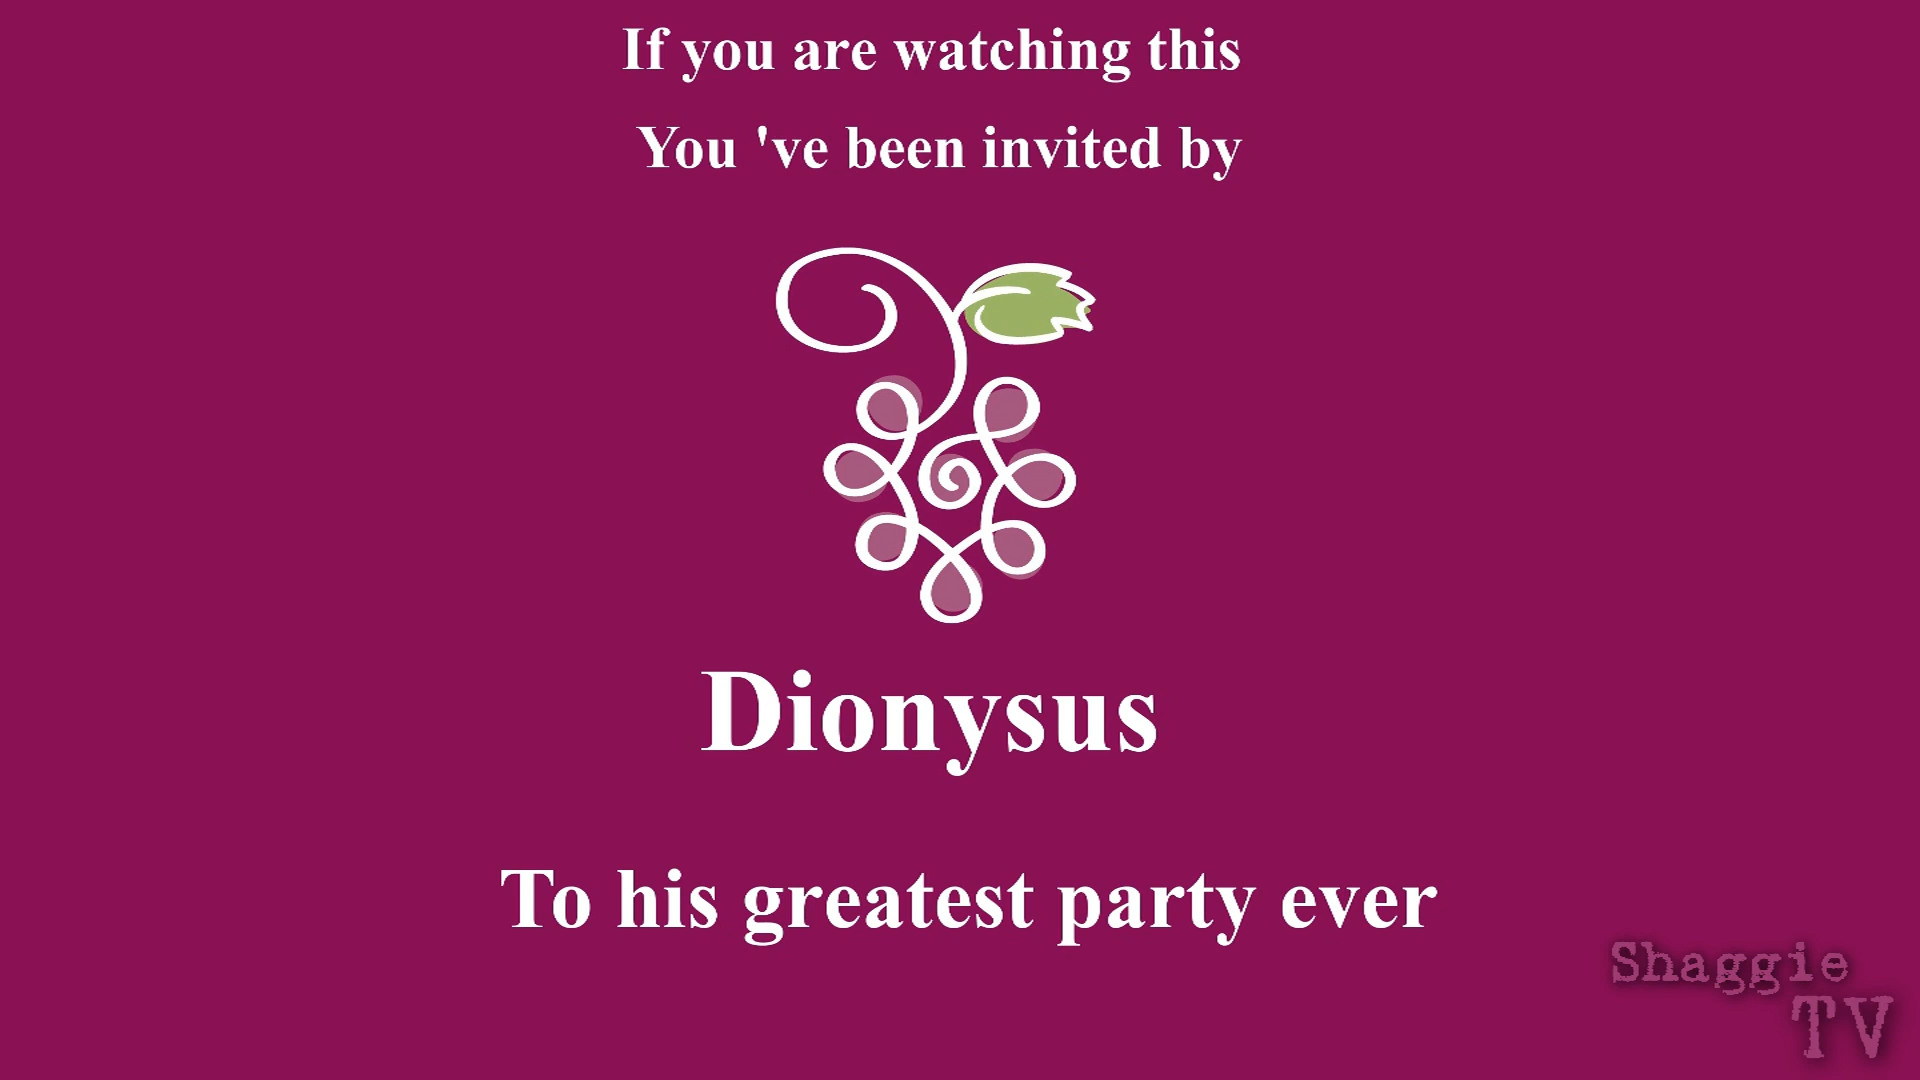 If you are watching this
You 've been invited by
Dionysus
To his greatest party ever
Shaggie
TV